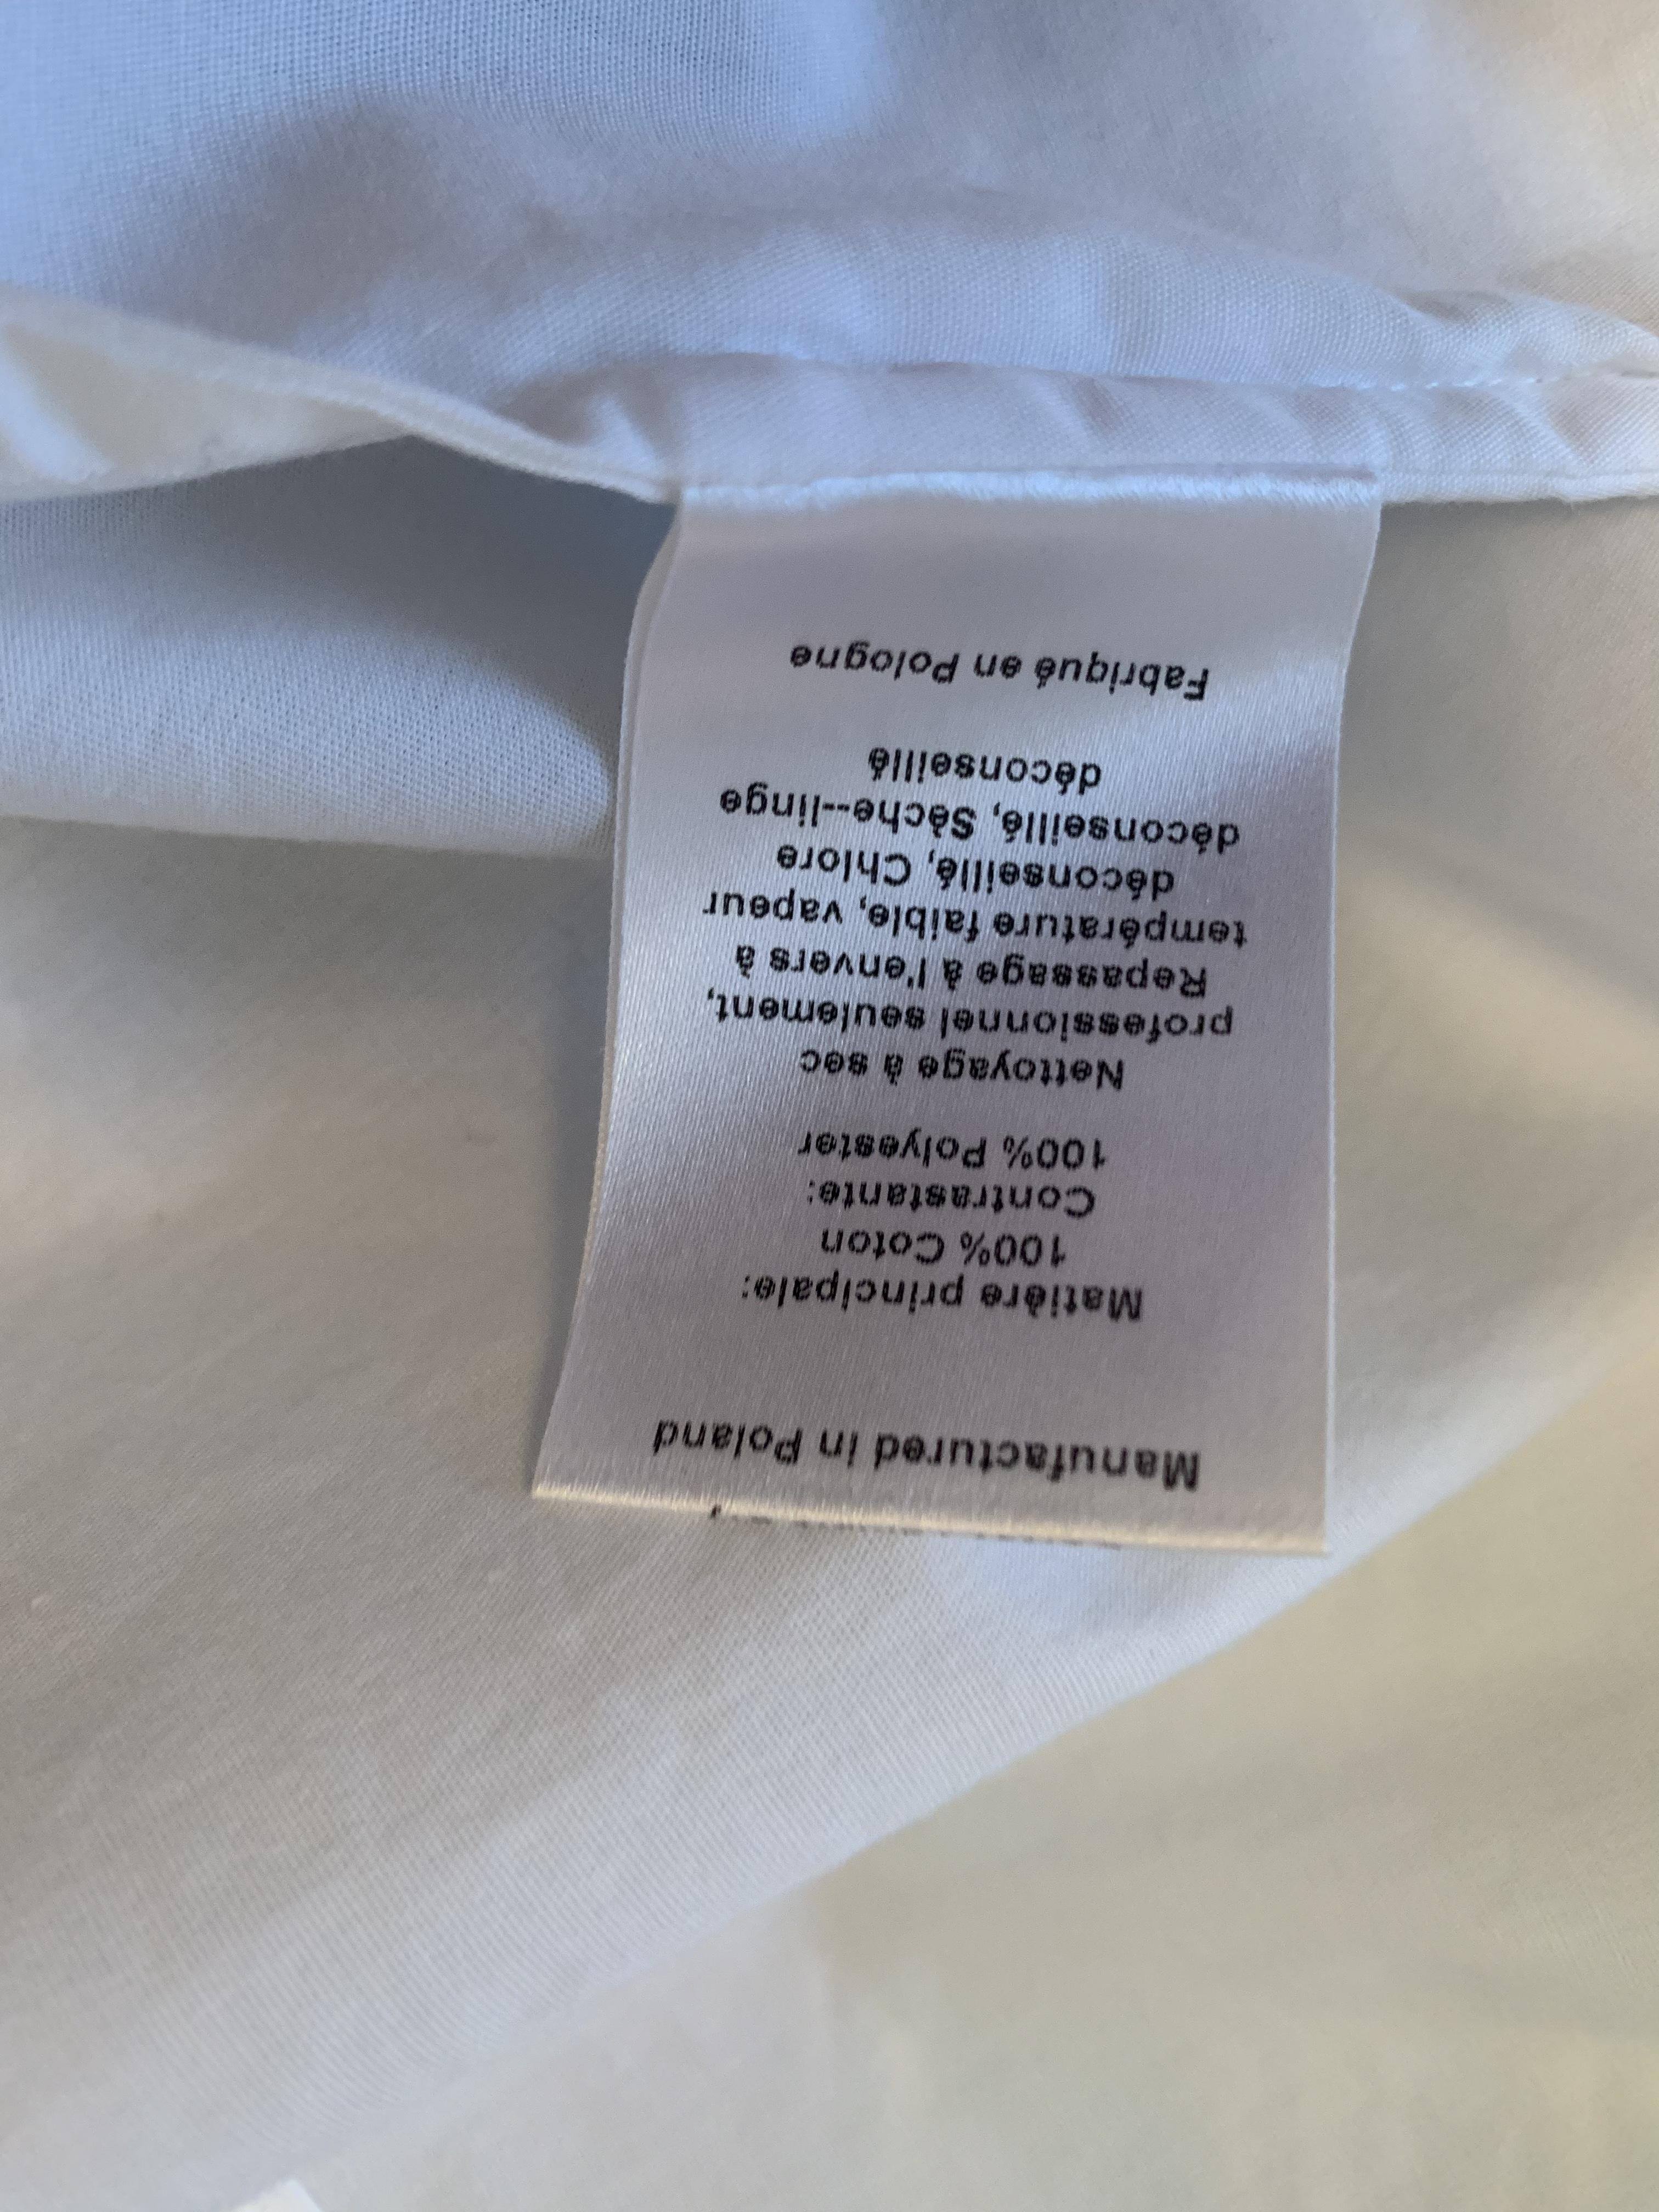 Manufactured in Poland
Matière principale:
100% Coton
Contrastante:
100% Polyester
Nettoyage à sec
professionnel seulement,
Repassage à l'envers à
température faible, vapeur
déconseillé, Chlore
déconseillé, Sèche--linge
déconseillé
Fabriqué en Pologne